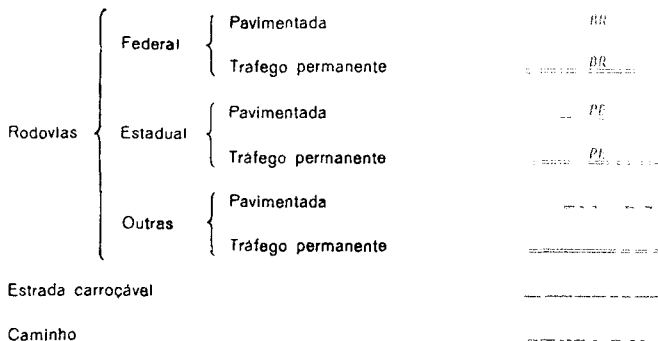 Pavimentada BR
Federal
Tráfego permanente BR
Pavimentada PE
Rodovias Estadual
Tráfego permanente PE
Pavimentada
Outras
Tráfego permanente
Estrada carroçável
Caminho